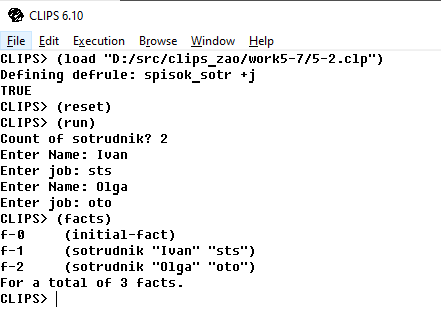 CLIPS 6.10
File Edit Execution Browse Window Help
CLIPS> (load "D:/src/clips_zao/work5-7/5-2.clp")
Defining defrule: spisok_sotr +j
TRUE
CLIPS> (reset)
CLIPS> (run)
Count of sotrudnik? 2
Enter Name: Ivan
Enter job: sts
Enter Name: Olga
Enter job: oto
CLIPS> (facts)
f-0     (initial-fact)
f-1     (sotrudnik "Ivan" "sts")
f-2     (sotrudnik "Olga" "oto")
For a total of 3 facts.
CLIPS>